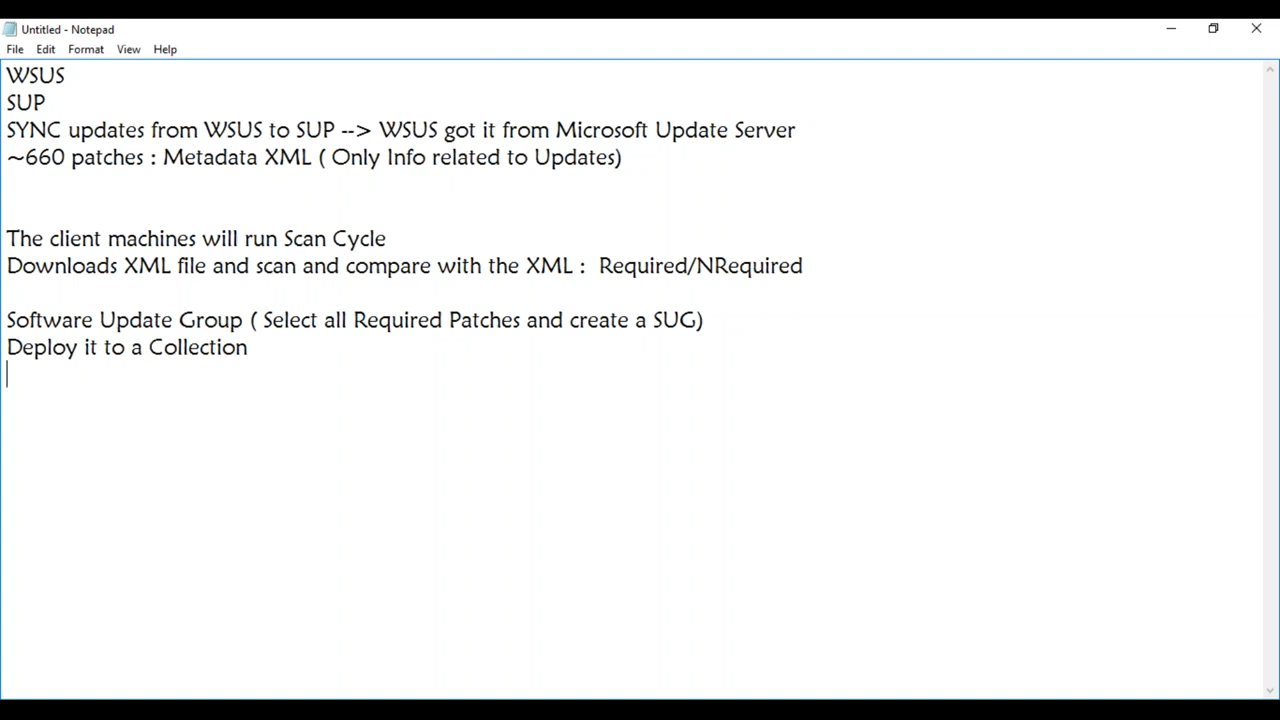 Untitled - Notepad
File Edit Format View Help
WSUS
SUP
SYNC updates from WSUS to SUP --> WSUS got it from Microsoft Update Server
~660 patches : Metadata XML ( Only Info related to Updates)
The client machines will run Scan Cycle
Downloads XML file and scan and compare with the XML :  Required/NRequired
Software Update Group ( Select all Required Patches and create a SUG)
Deploy it to a Collection